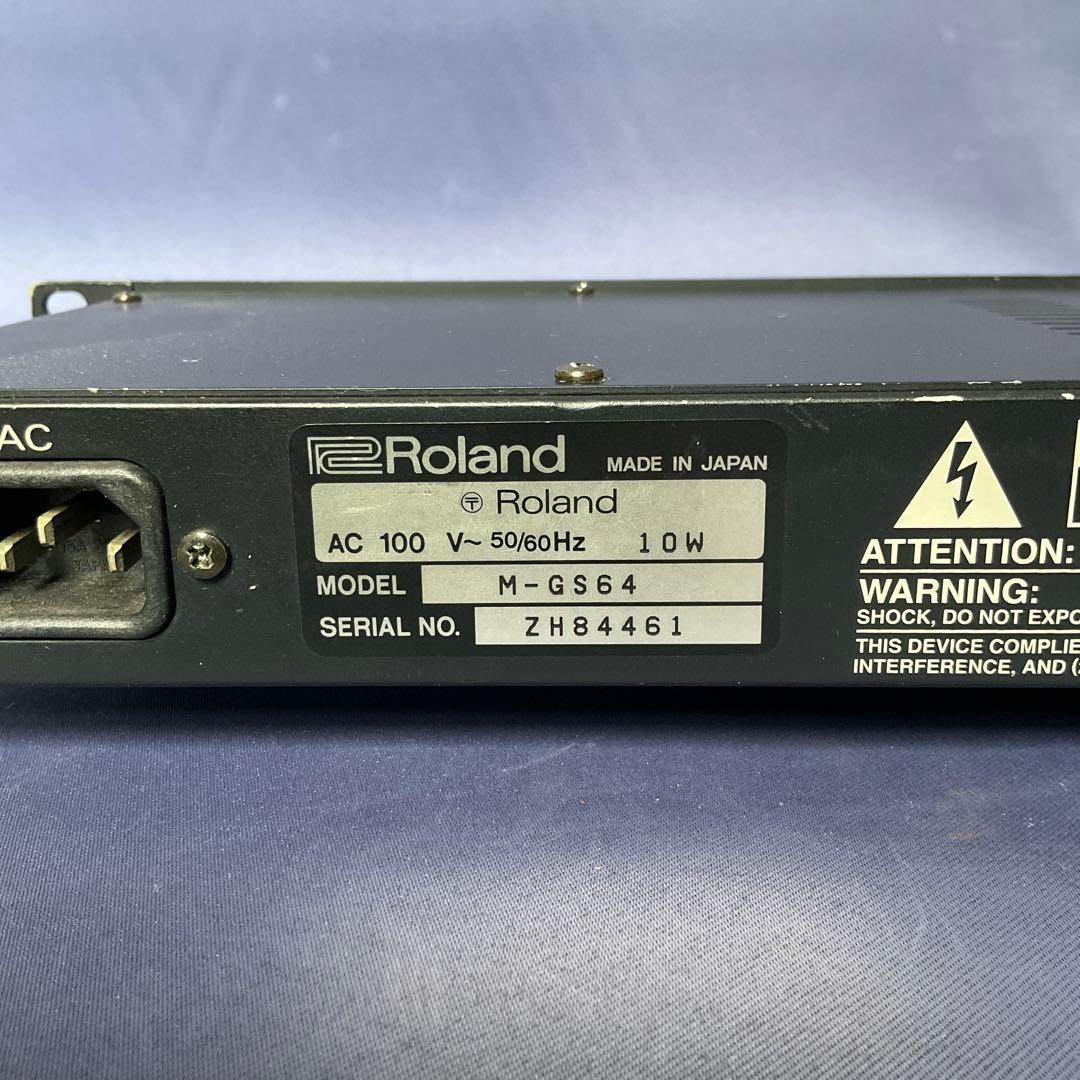 AC
Roland MADE IN JAPAN
〒 Roland
AC 100 V~ 50/60Hz 10W
MODEL M-GS64
SERIAL NO. ZH84461
ATTENTION:
WARNING:
SHOCK, DO NOT EXPO
THIS DEVICE COMPLIE
INTERFERENCE, AND (